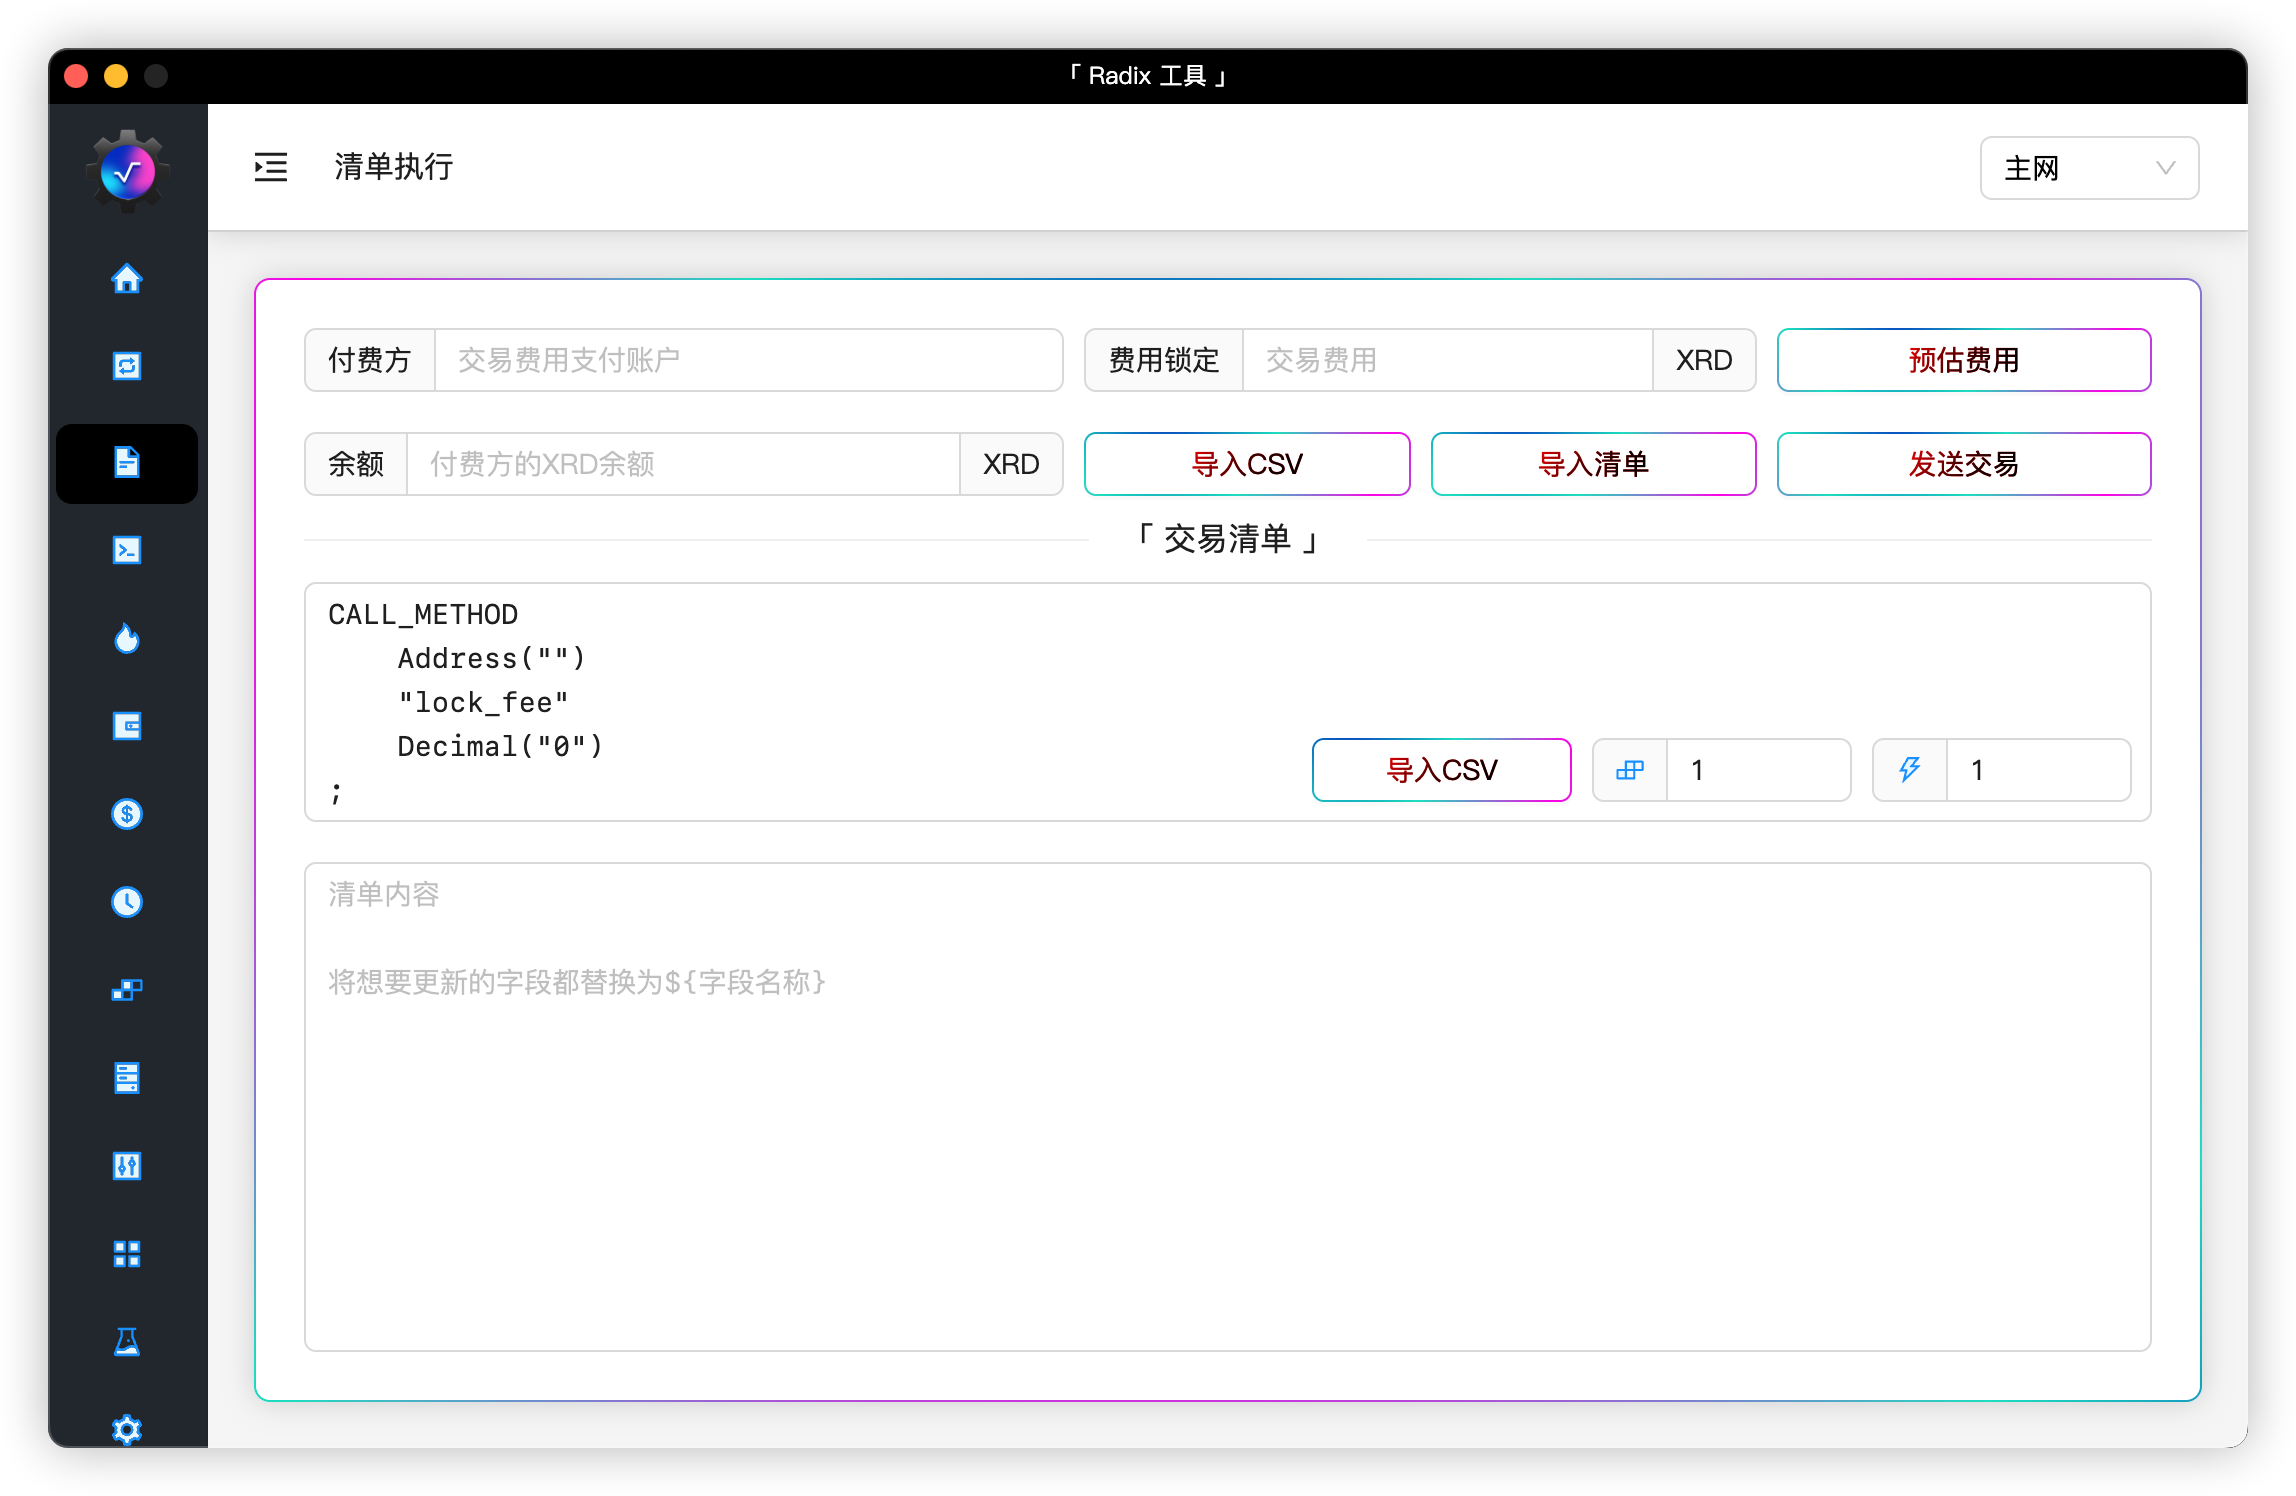 「 Radix 工具 」
清单执行
主网
付费方 交易费用支付账户 费用锁定 交易费用 XRD 预估费用
余额 付费方的XRD余额 XRD 导入CSV 导入清单 发送交易
「 交易清单 」
CALL_METHOD
    Address("")
    "lock_fee"
    Decimal("0")
;
导入CSV 1 1
清单内容
将想要更新的字段都替换为${字段名称}